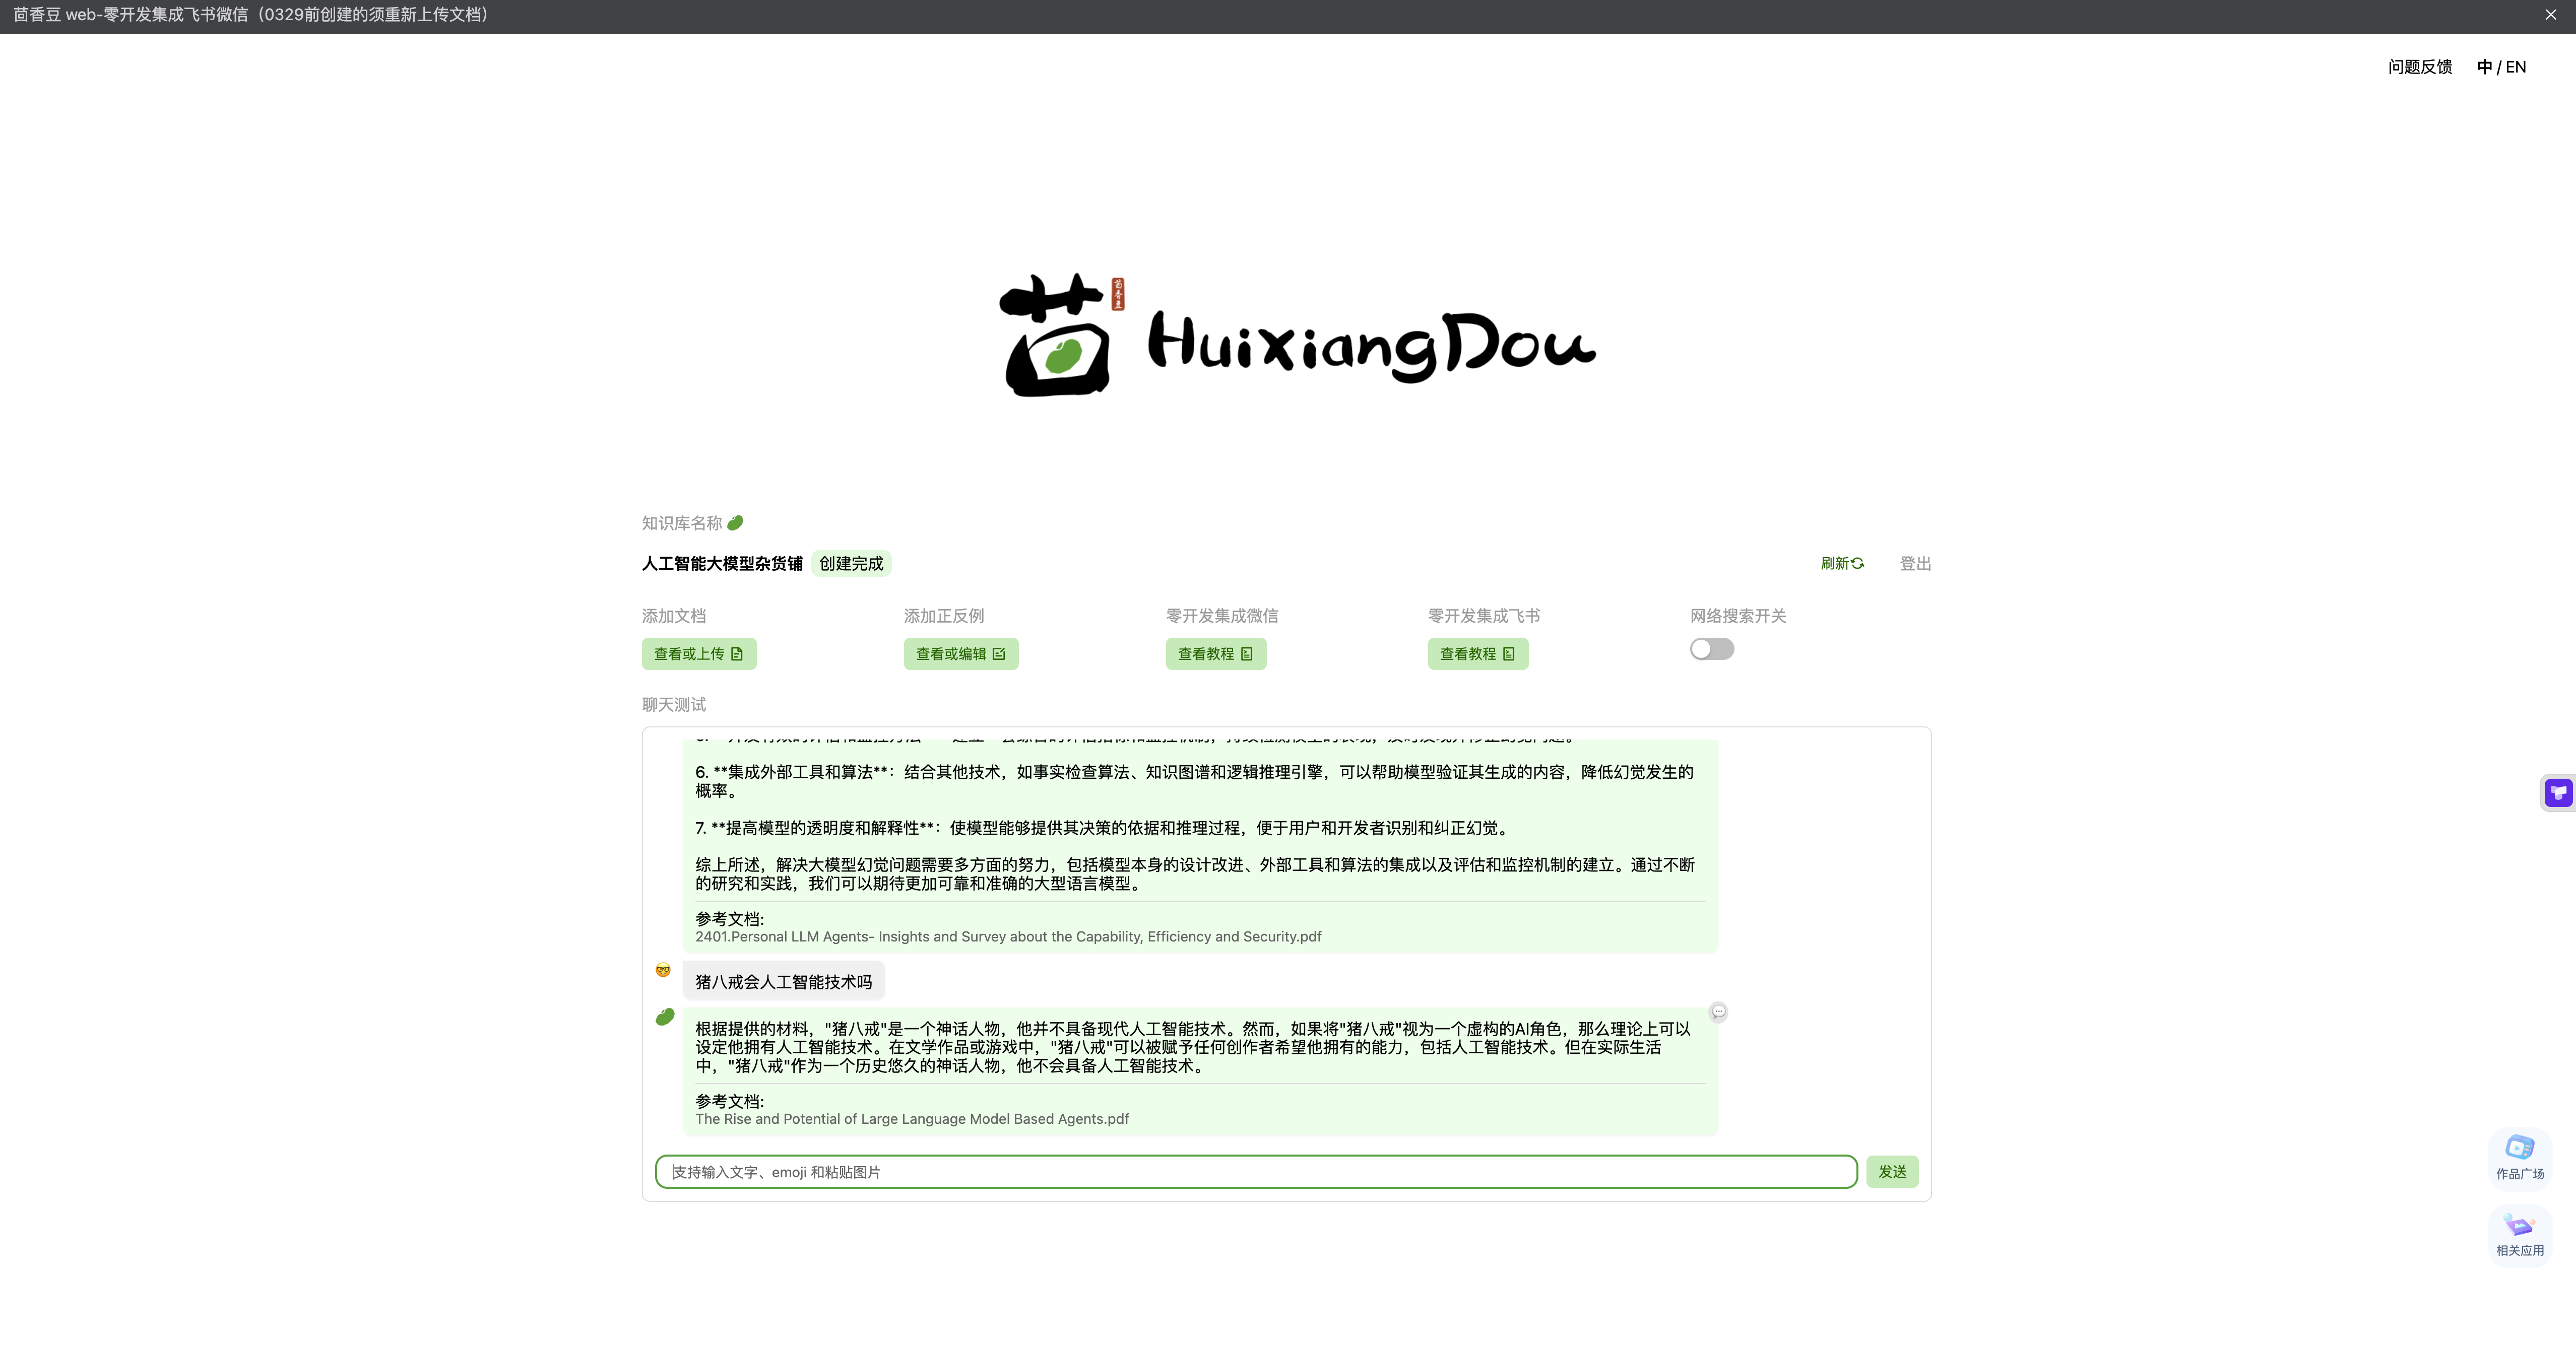 茴香豆 web-零开发集成飞书微信（0329前创建的须重新上传文档）
问题反馈 中 / EN
茴香豆
茴 HuixiangDou
知识库名称
人工智能大模型杂货铺 创建完成 刷新 登出
添加文档 添加正反例 零开发集成微信 零开发集成飞书 网络搜索开关
查看或上传 查看或编辑 查看教程 查看教程
聊天测试
6. **集成外部工具和算法**：结合其他技术，如事实检查算法、知识图谱和逻辑推理引擎，可以帮助模型验证其生成的内容，降低幻觉发生的
概率。
7. **提高模型的透明度和解释性**：使模型能够提供其决策的依据和推理过程，便于用户和开发者识别和纠正幻觉。
综上所述，解决大模型幻觉问题需要多方面的努力，包括模型本身的设计改进、外部工具和算法的集成以及评估和监控机制的建立。通过不断
的研究和实践，我们可以期待更加可靠和准确的大型语言模型。
参考文档:
2401.Personal LLM Agents- Insights and Survey about the Capability, Efficiency and Security.pdf
猪八戒会人工智能技术吗
根据提供的材料，"猪八戒"是一个神话人物，他并不具备现代人工智能技术。然而，如果将"猪八戒"视为一个虚构的AI角色，那么理论上可以
设定他拥有人工智能技术。在文学作品或游戏中，"猪八戒"可以被赋予任何创作者希望他拥有的能力，包括人工智能技术。但在实际生活
中，"猪八戒"作为一个历史悠久的神话人物，他不会具备人工智能技术。
参考文档:
The Rise and Potential of Large Language Model Based Agents.pdf
支持输入文字、emoji 和粘贴图片 发送
作品广场
相关应用